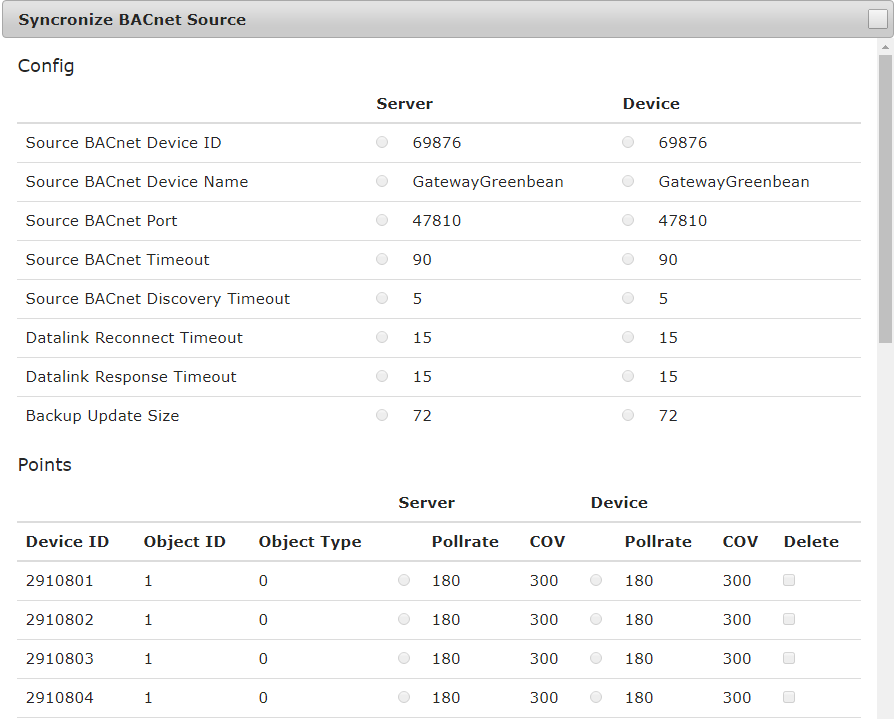 Syncronize BACnet Source
Config
Server Device
Source BACnet Device ID 69876 69876
Source BACnet Device Name GatewayGreenbean GatewayGreenbean
Source BACnet Port 47810 47810
Source BACnet Timeout 90 90
Source BACnet Discovery Timeout 5 5
Datalink Reconnect Timeout 15 15
Datalink Response Timeout 15 15
Backup Update Size 72 72
Points
Server Device
Device ID Object ID Object Type Pollrate COV Pollrate COV Delete
2910801 1 0 180 300 180 300
2910802 1 0 180 300 180 300
2910803 1 0 180 300 180 300
2910804 1 0 180 300 180 300